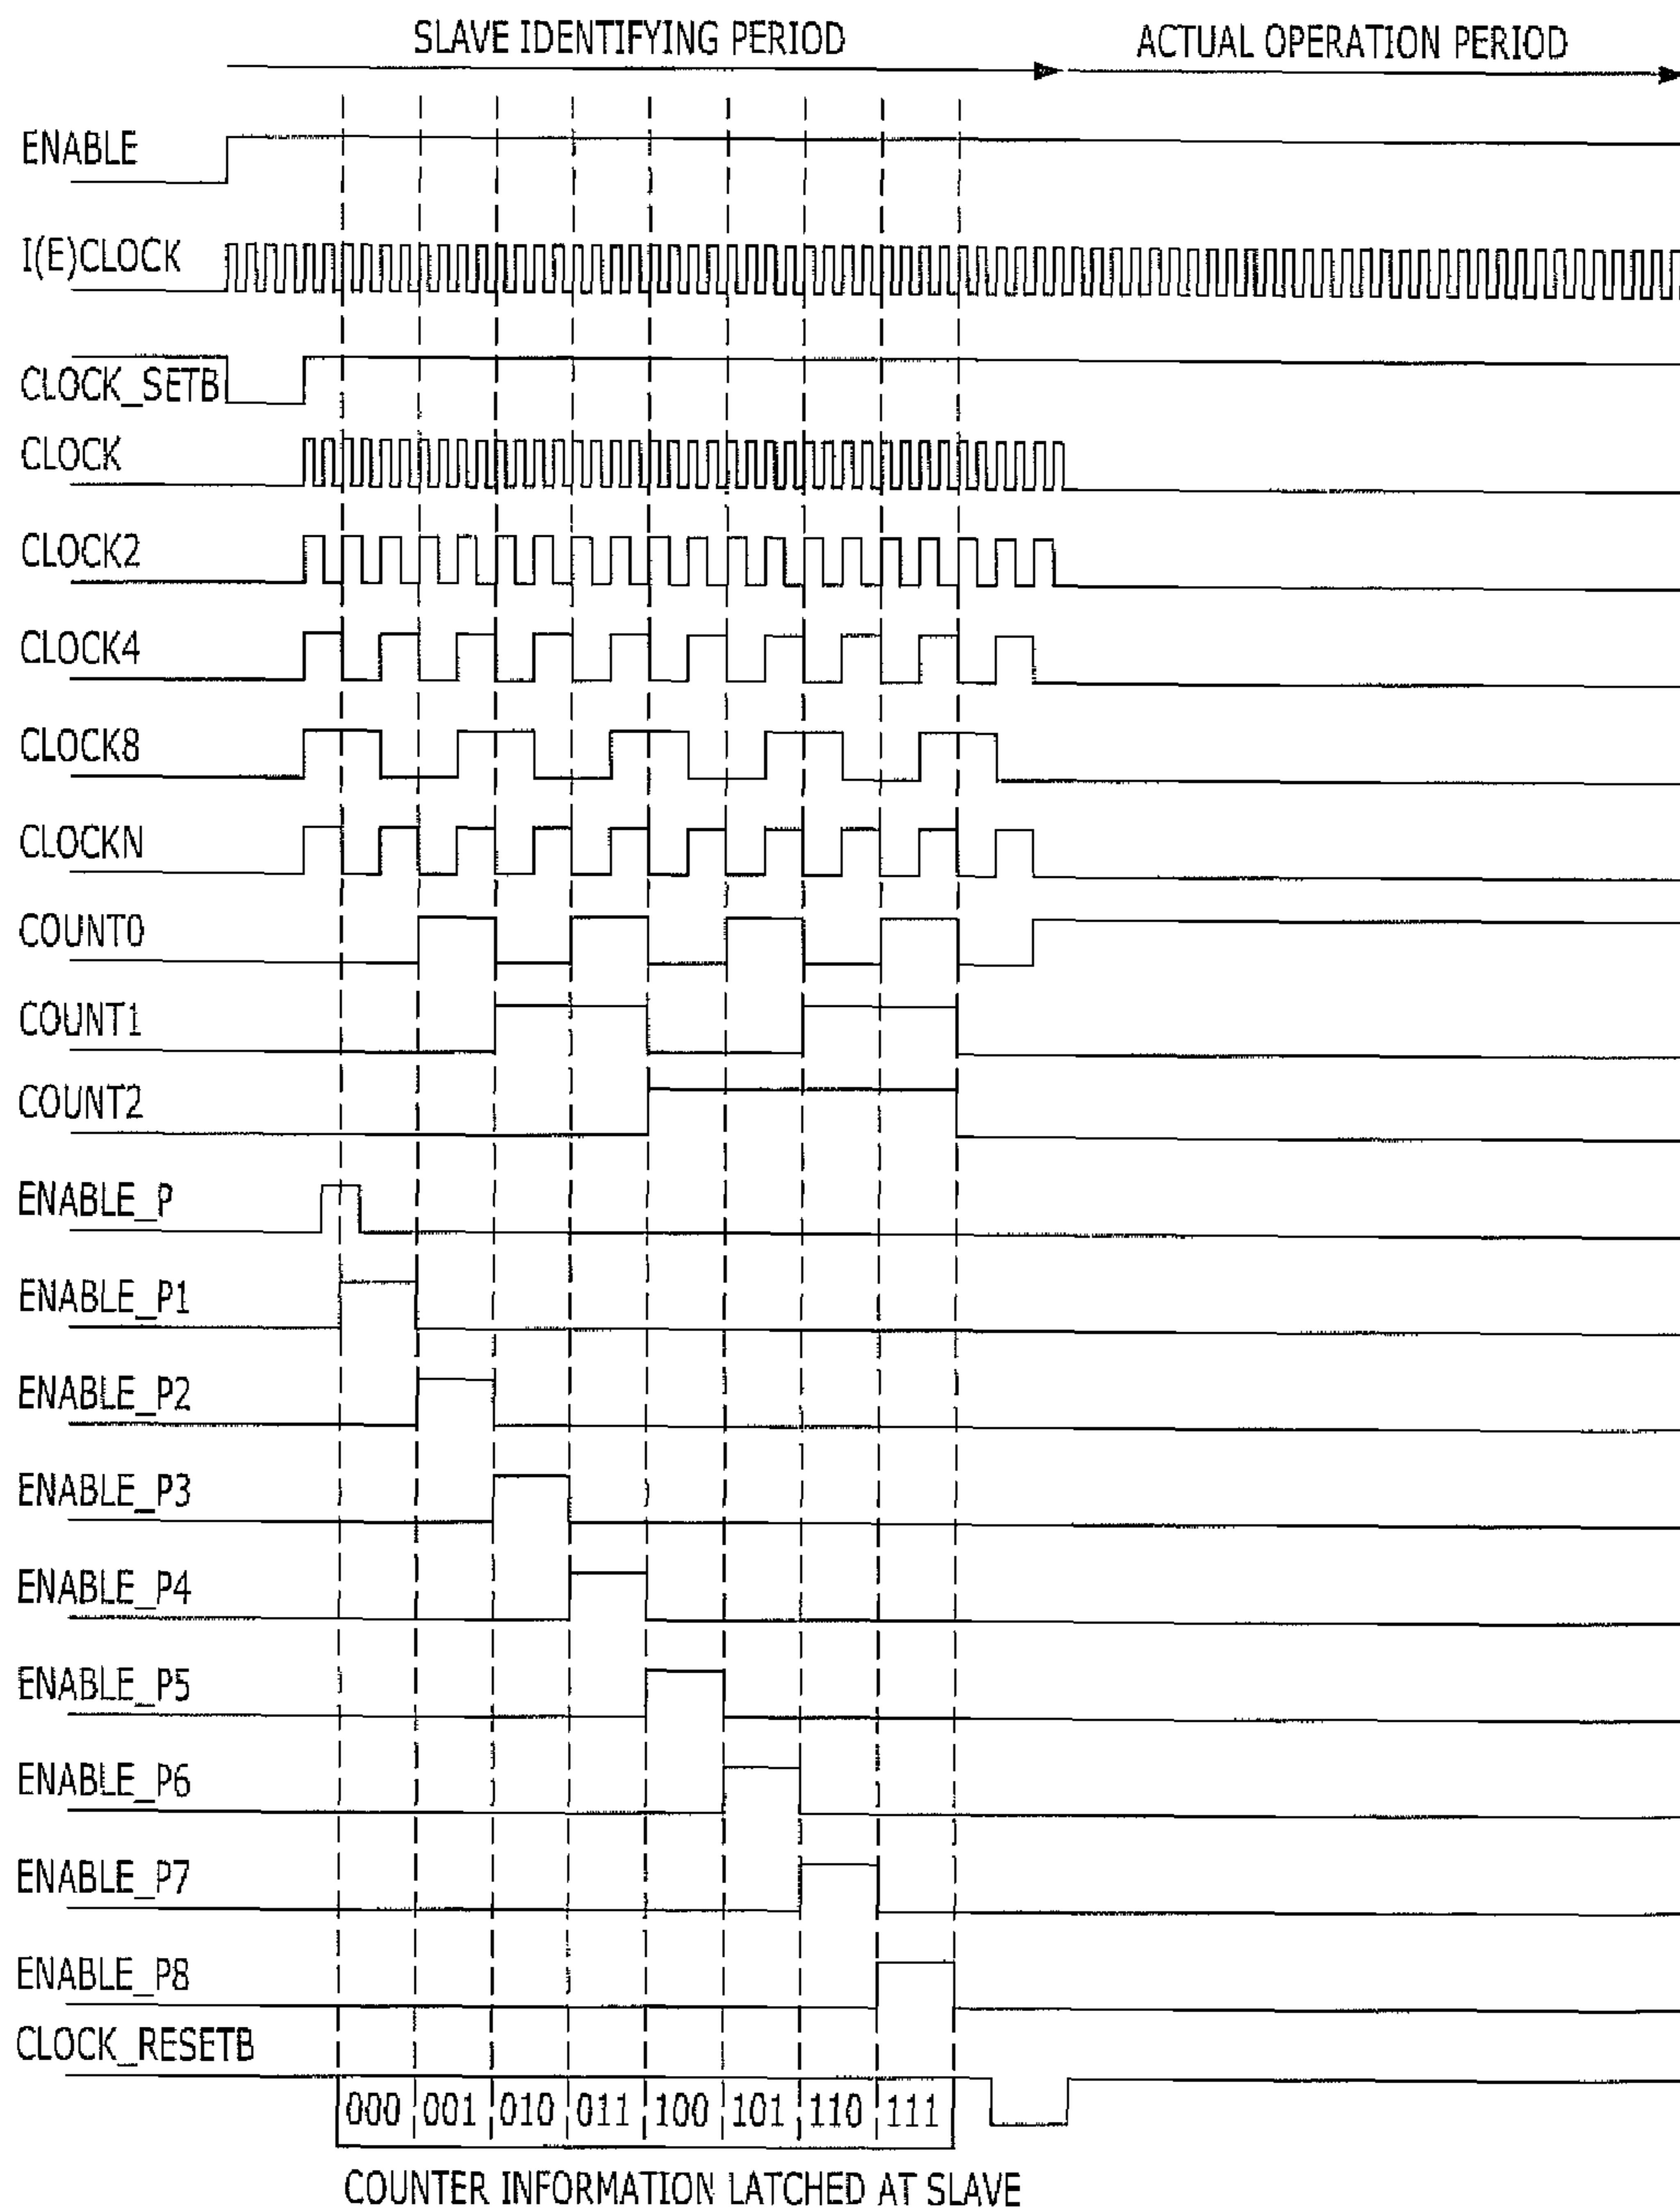 SLAVE IDENTIFYING PERIOD
ACTUAL OPERATION PERIOD
ENABLE
I(E)CLOCK
CLOCK_SETB
CLOCK
CLOCK2
CLOCK4
CLOCK8
CLOCKN
COUNT0
COUNT1
COUNT2
ENABLE_P
ENABLE_P1
ENABLE_P2
ENABLE_P3
ENABLE_P4
ENABLE_P5
ENABLE_P6
ENABLE_P7
ENABLE_P8
CLOCK_RESETB
000 001 010 011 100 101 110 111
COUNTER INFORMATION LATCHED AT SLAVE